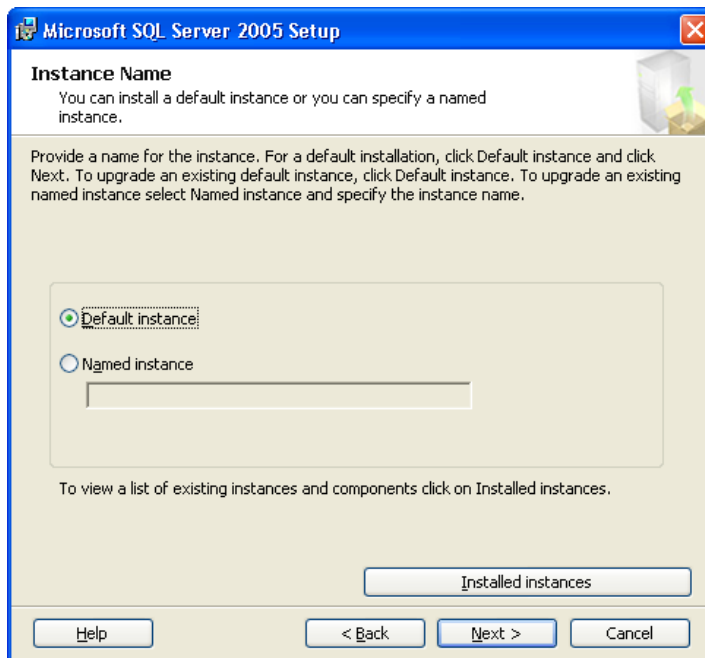 Microsoft SQL Server 2005 Setup
Instance Name
You can install a default instance or you can specify a named
instance.
Provide a name for the instance. For a default installation, click Default instance and click
Next. To upgrade an existing default instance, click Default instance. To upgrade an existing
named instance select Named instance and specify the instance name.
Default instance
Named instance
To view a list of existing instances and components click on Installed instances.
Installed instances
Help
< Back
Next >
Cancel